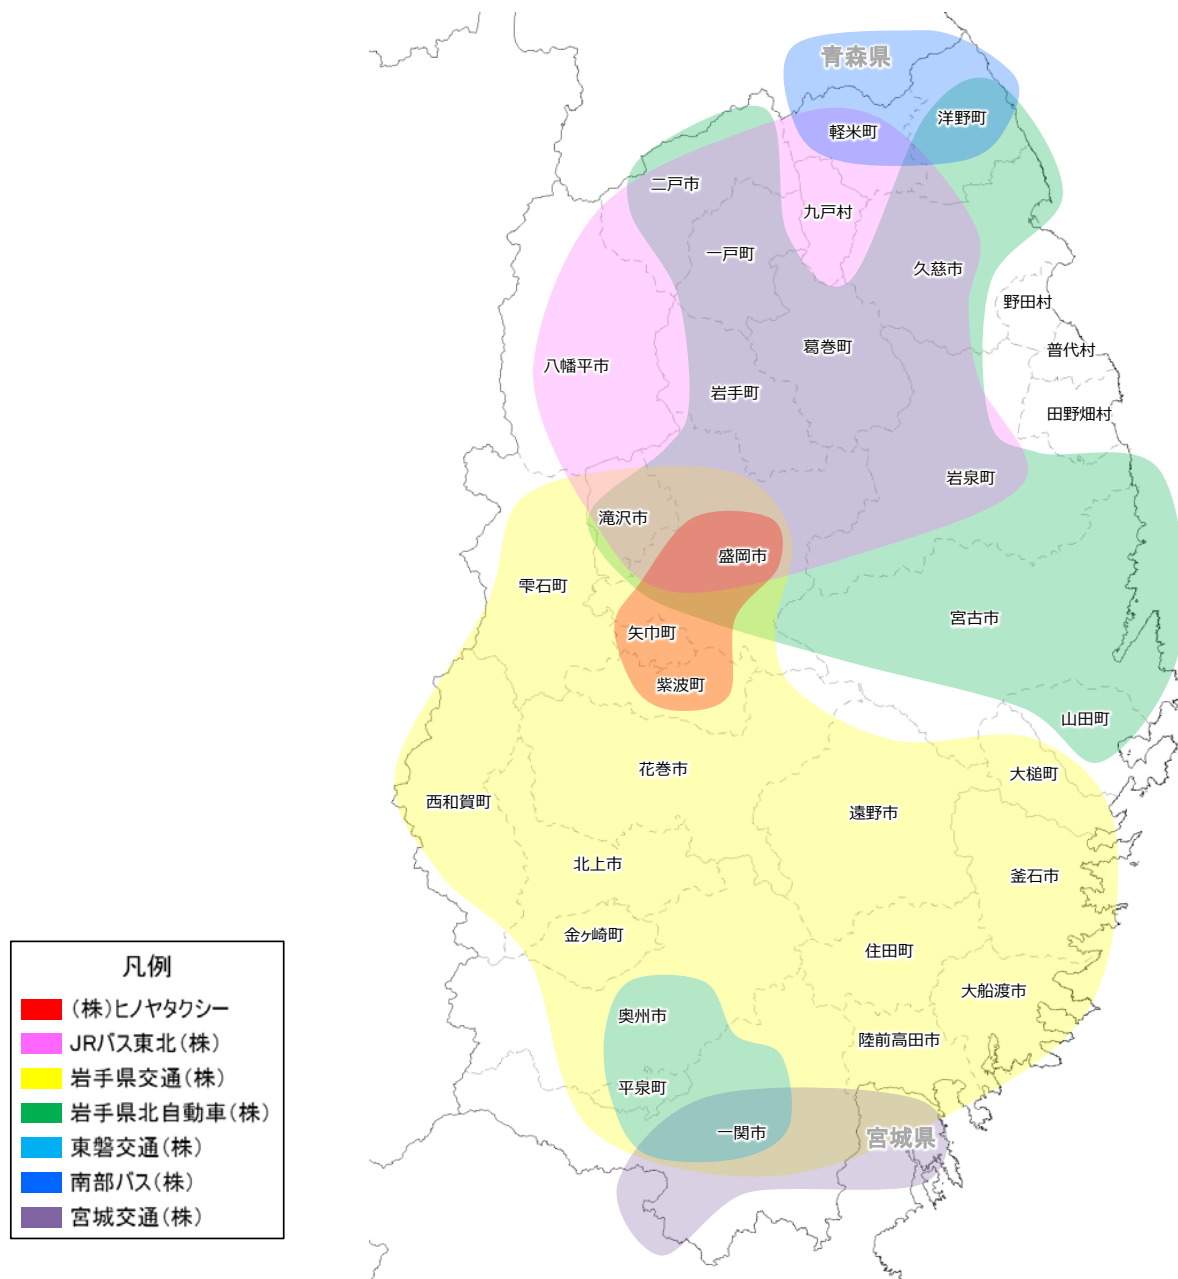 青森県
洋野町
軽米町
二戸市
九戸村
一戸町
久慈市
野田村
葛巻町
普代村
八幡平市
岩手町
田野畑村
岩泉町
滝沢市
盛岡市
雫石町
宮古市
矢巾町
紫波町
山田町
花巻市
大槌町
西和賀町
遠野市
北上市
釜石市
金ヶ崎町
住田町
大船渡市
奥州市
陸前高田市
平泉町
一関市
宮城県
凡例
(株)ヒノヤタクシー
JRバス東北(株)
岩手県交通(株)
岩手県北自動車(株)
東磐交通(株)
南部バス(株)
宮城交通(株)